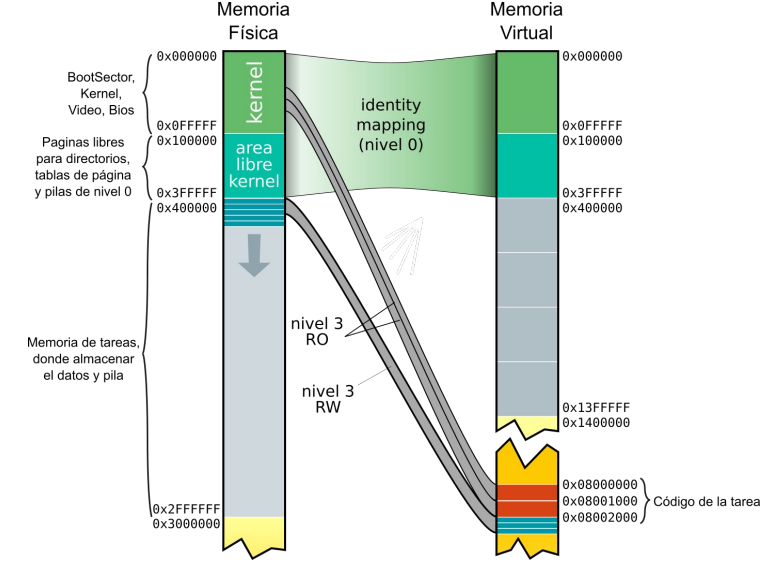 Memoria
Física
Memoria
Virtual
0x000000
BootSector,
Kernel,
Video, Bios
kernel
0x0FFFFF
0x100000
Paginas libres
para directorios,
tablas de página
y pilas de nivel 0
area
libre
kernel
0x3FFFFF
0x400000
identity
mapping
(nivel 0)
0x000000
0x0FFFFF
0x100000
0x3FFFFF
0x400000
Memoria de tareas,
donde almacenar
el datos y pila
nivel 3
RO
nivel 3
RW
0x13FFFFF
0x1400000
0x2FFFFFF
0x3000000
0x08000000
0x08001000
0x08002000
Código de la tarea